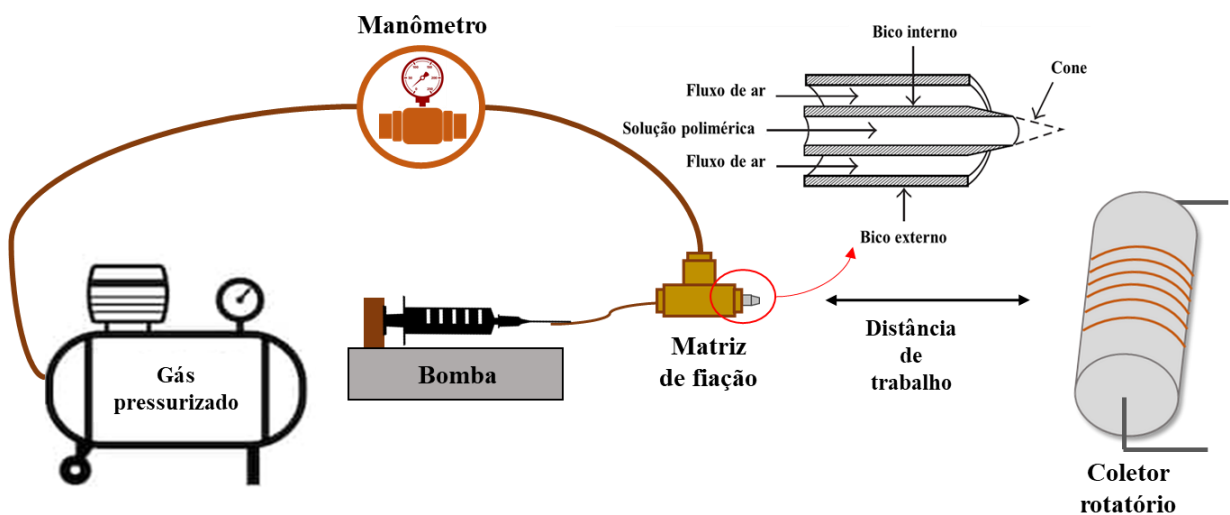 Manômetro
Bico interno
Cone
Fluxo de ar
Solução polimérica
Fluxo de ar
Bico externo
Gás
pressurizado
Bomba
Matriz
de fiação
Distância
de
trabalho
Coletor
rotatório